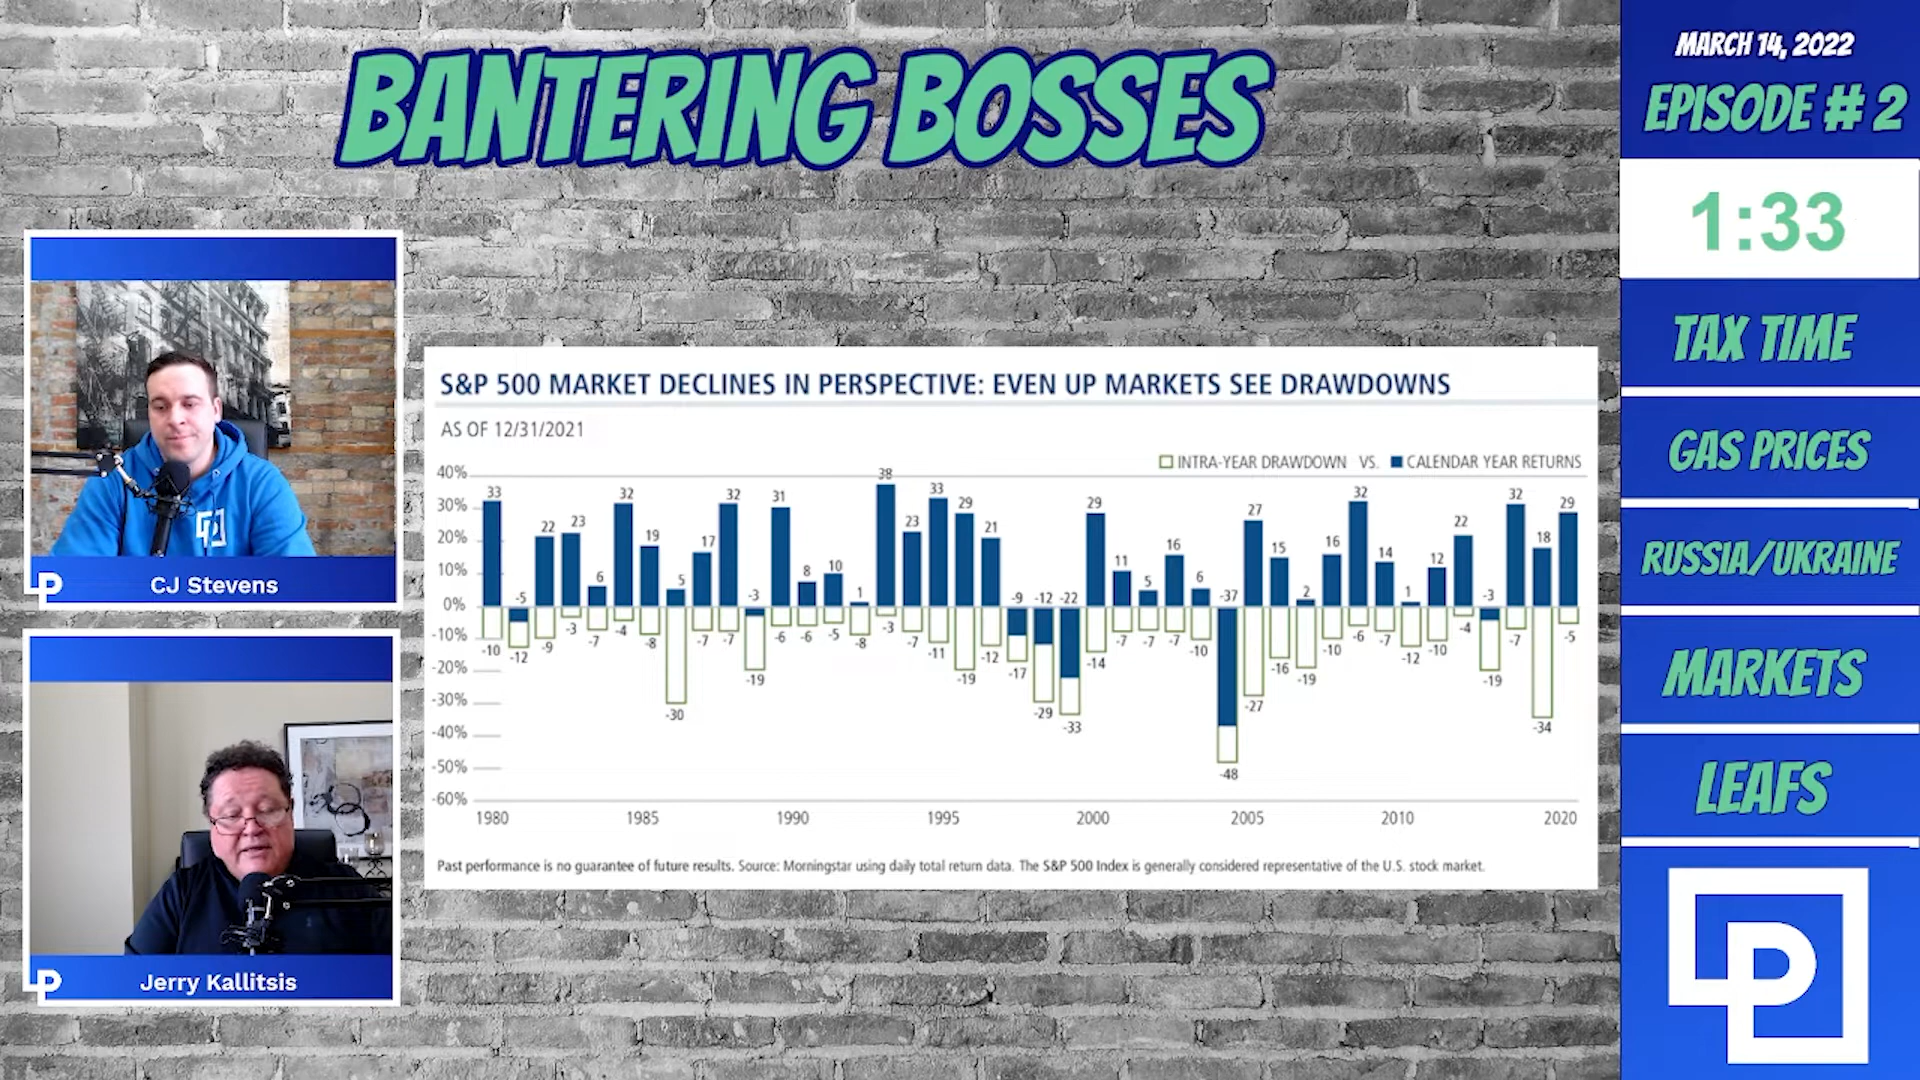 BANTERING BOSSES
MARCH 14, 2022
EPISODE # 2
1:33
TAX TIME
GAS PRICES
RUSSIA/UKRAINE
MARKETS
LEAFS
CJ Stevens
Jerry Kallitsis
S&P 500 MARKET DECLINES IN PERSPECTIVE: EVEN UP MARKETS SEE DRAWDOWNS
AS OF 12/31/2021
INTRA-YEAR DRAWDOWN VS. CALENDAR YEAR RETURNS
40%
30%
20%
10%
0%
-10%
-20%
-30%
-40%
-50%
-60%
33 -5 22 23 6 32 19 5 17 32 -3 31 8 10 1 38 23 33 29 21 -9 -12 -22 29 11 5 16 6 -37 27 15 2 16 32 14 1 12 22 -3 32 18 29
-10 -12 -9 -3 -7 -4 -8 -30 -7 -7 -19 -6 -6 -5 -8 -3 -7 -11 -19 -12 -17 -29 -33 -14 -7 -7 -7 -10 -48 -27 -16 -19 -10 -6 -7 -12 -10 -4 -19 -7 -34 -5
1980 1985 1990 1995 2000 2005 2010 2020
Past performance is no guarantee of future results. Source: Morningstar using daily total return data. The S&P 500 Index is generally considered representative of the U.S. stock market.